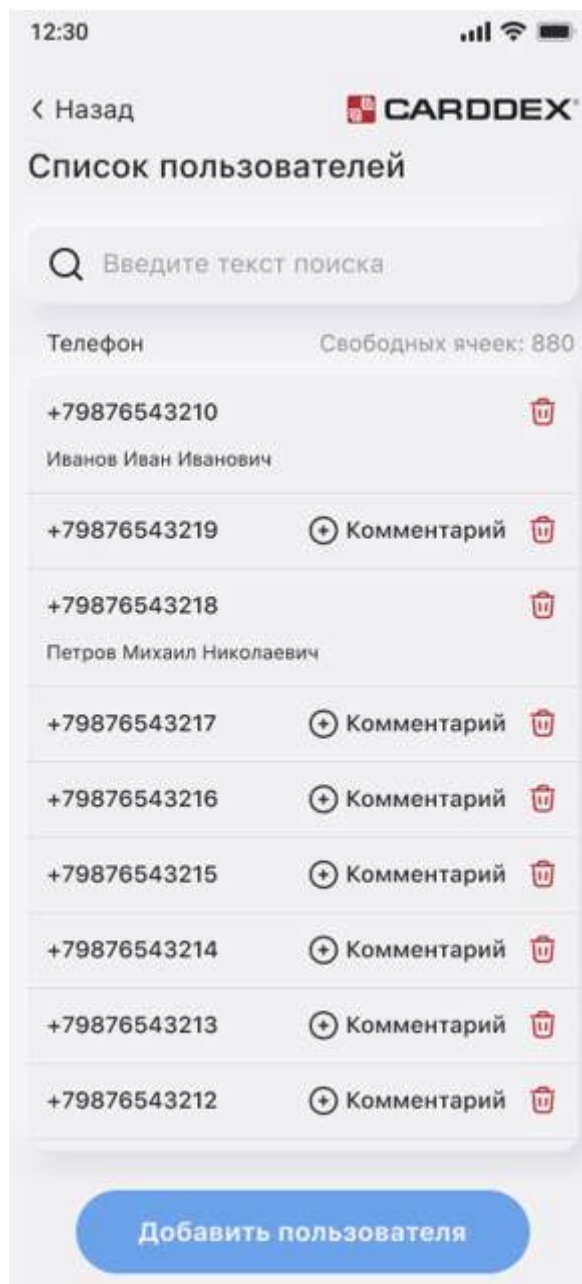 12:30
Назад
CARDDEX
Список пользователей
Введите текст поиска
Телефон Свободных ячеек: 880
+79876543210
Иванов Иван Иванович
+79876543219 Комментарий
+79876543218
Петров Михаил Николаевич
+79876543217 Комментарий
+79876543216 Комментарий
+79876543215 Комментарий
+79876543214 Комментарий
+79876543213 Комментарий
+79876543212 Комментарий
Добавить пользователя